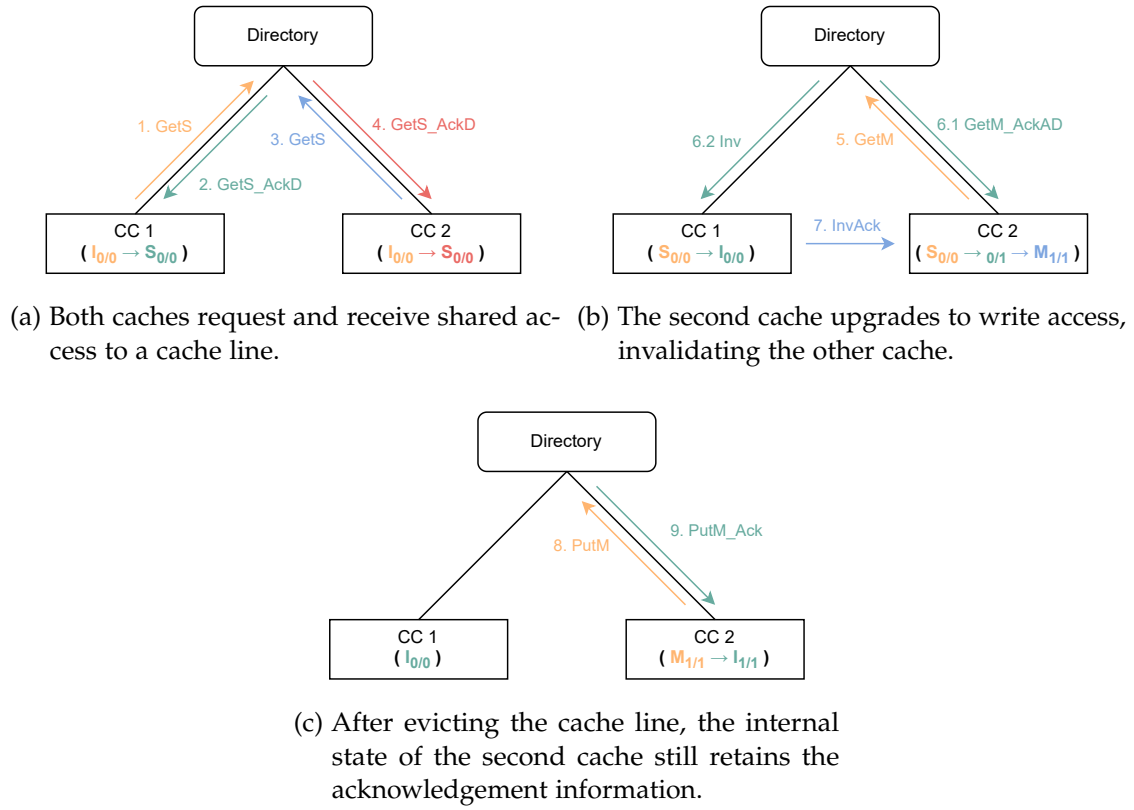 Directory
1. GetS
2. GetS_AckD
3. GetS
4. GetS_AckD
CC 1
( I0/0 → S0/0 )
CC 2
( I0/0 → S0/0 )
(a) Both caches request and receive shared ac-
cess to a cache line.
Directory
6.2 Inv
5. GetM
6.1 GetM_AckAD
CC 1
( S0/0 → I0/0 )
7. InvAck
CC 2
( S0/0 → 0/1 → M1/1 )
(b) The second cache upgrades to write access,
invalidating the other cache.
Directory
8. PutM
9. PutM_Ack
CC 1
( I0/0 )
CC 2
( M1/1 → I1/1 )
(c) After evicting the cache line, the internal
state of the second cache still retains the
acknowledgement information.